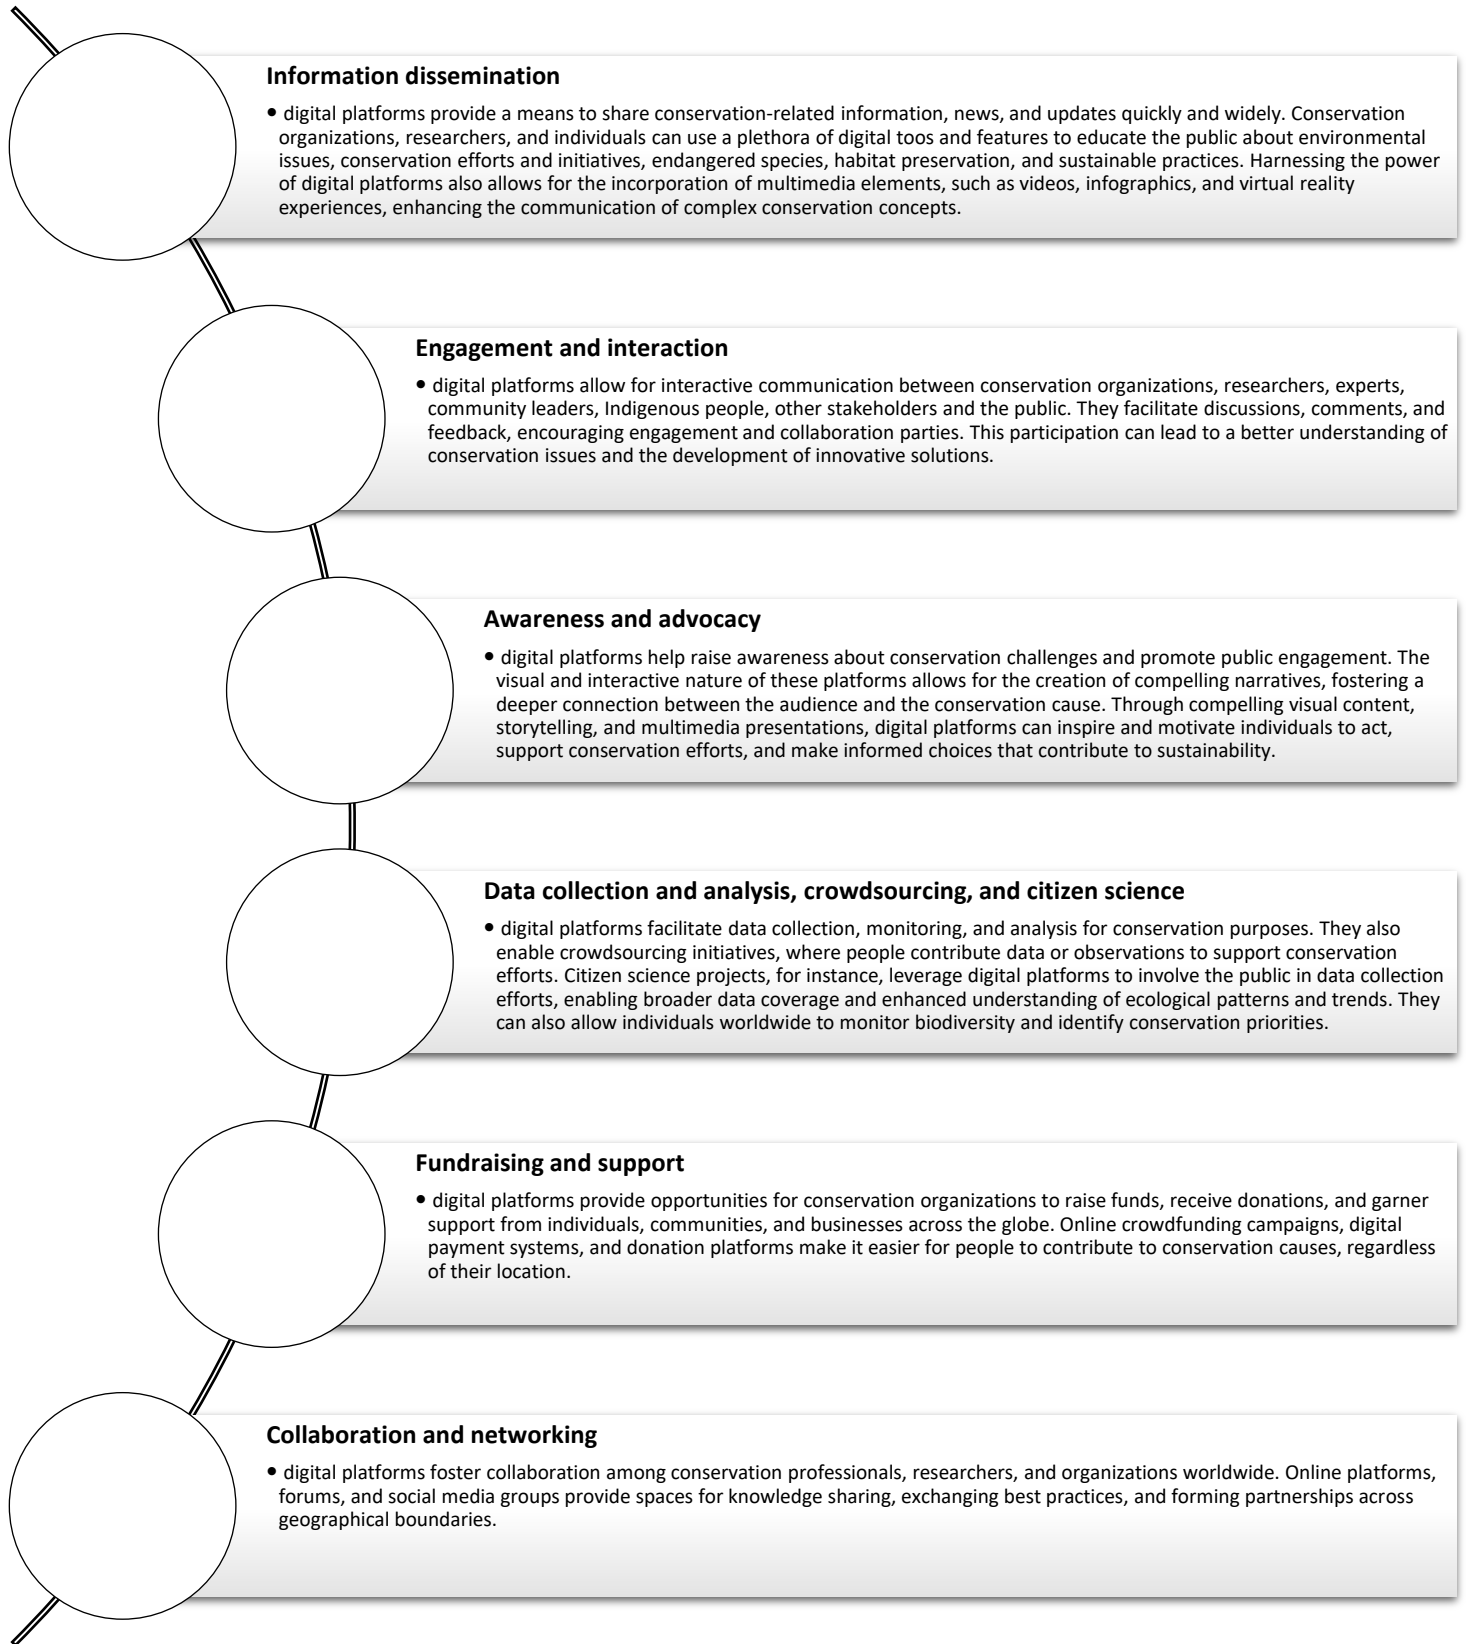 Information dissemination
• digital platforms provide a means to share conservation-related information, news, and updates quickly and widely. Conservation
organizations, researchers, and individuals can use a plethora of digital toos and features to educate the public about environmental
issues, conservation efforts and initiatives, endangered species, habitat preservation, and sustainable practices. Harnessing the power
of digital platforms also allows for the incorporation of multimedia elements, such as videos, infographics, and virtual reality
experiences, enhancing the communication of complex conservation concepts.
Engagement and interaction
• digital platforms allow for interactive communication between conservation organizations, researchers, experts,
community leaders, Indigenous people, other stakeholders and the public. They facilitate discussions, comments, and
feedback, encouraging engagement and collaboration parties. This participation can lead to a better understanding of
conservation issues and the development of innovative solutions.
Awareness and advocacy
• digital platforms help raise awareness about conservation challenges and promote public engagement. The
visual and interactive nature of these platforms allows for the creation of compelling narratives, fostering a
deeper connection between the audience and the conservation cause. Through compelling visual content,
storytelling, and multimedia presentations, digital platforms can inspire and motivate individuals to act,
support conservation efforts, and make informed choices that contribute to sustainability.
Data collection and analysis, crowdsourcing, and citizen science
• digital platforms facilitate data collection, monitoring, and analysis for conservation purposes. They also
enable crowdsourcing initiatives, where people contribute data or observations to support conservation
efforts. Citizen science projects, for instance, leverage digital platforms to involve the public in data collection
efforts, enabling broader data coverage and enhanced understanding of ecological patterns and trends. They
can also allow individuals worldwide to monitor biodiversity and identify conservation priorities.
Fundraising and support
• digital platforms provide opportunities for conservation organizations to raise funds, receive donations, and garner
support from individuals, communities, and businesses across the globe. Online crowdfunding campaigns, digital
payment systems, and donation platforms make it easier for people to contribute to conservation causes, regardless
of their location.
Collaboration and networking
• digital platforms foster collaboration among conservation professionals, researchers, and organizations worldwide. Online platforms,
forums, and social media groups provide spaces for knowledge sharing, exchanging best practices, and forming partnerships across
geographical boundaries.